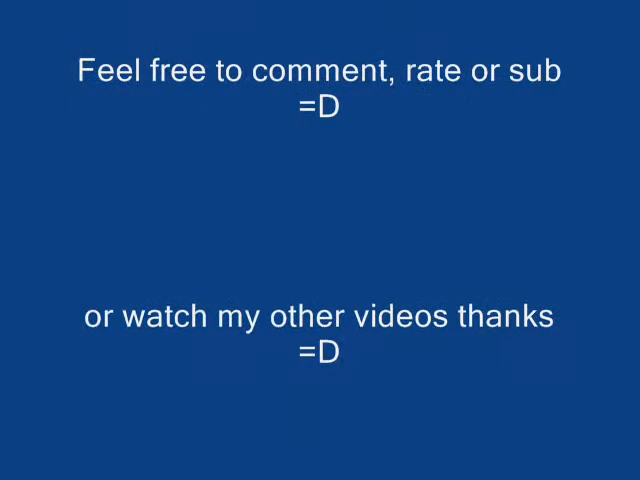 Feel free to comment, rate or sub
=D
or watch my other videos thanks
=D